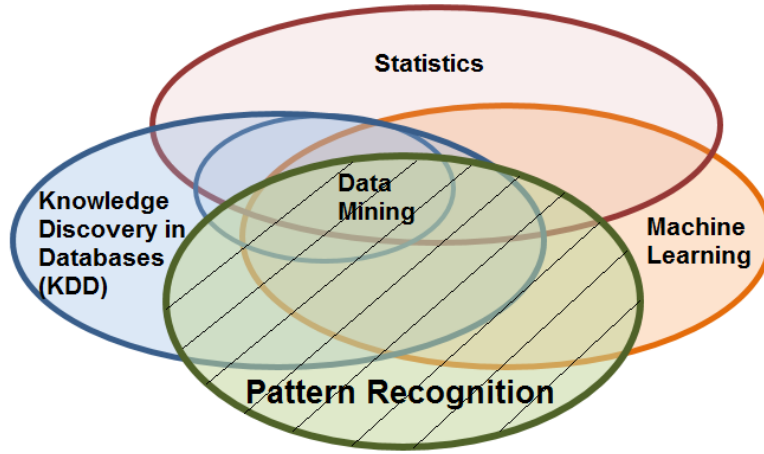 Statistics
Knowledge
Discovery in
Databases
(KDD)
Data
Mining
Machine
Learning
Pattern Recognition